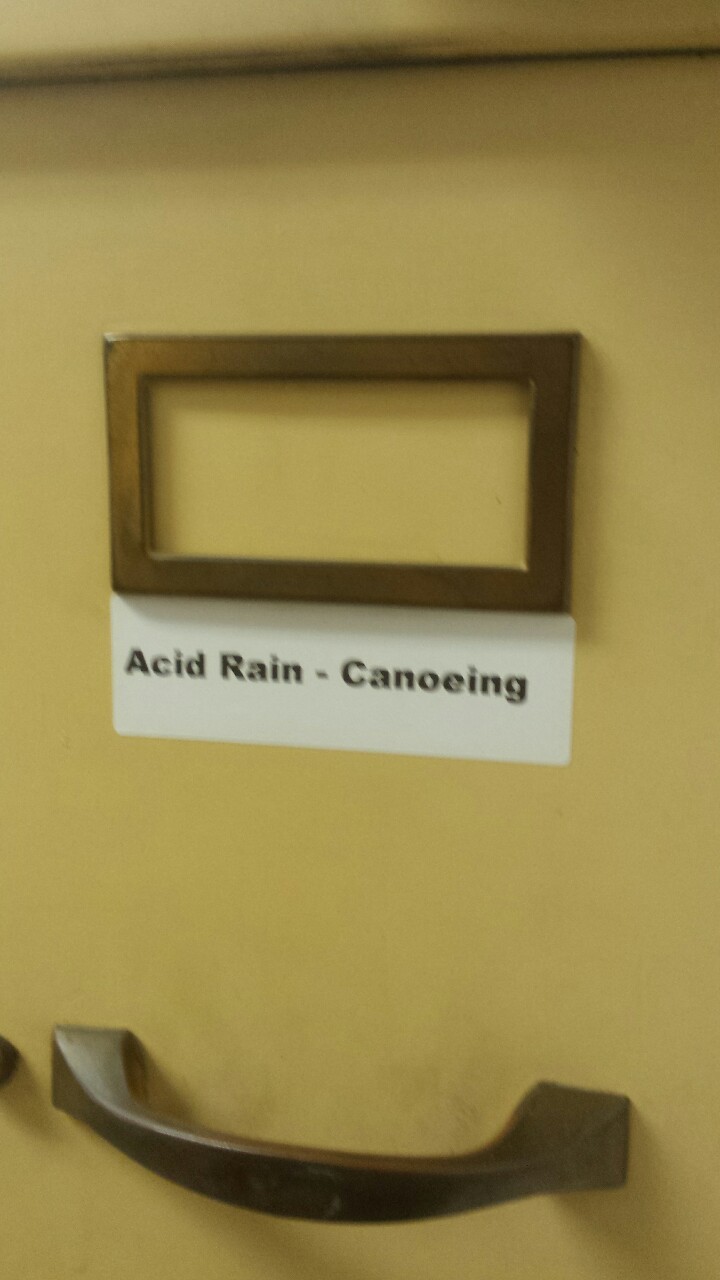 Acid Rain - Canoeing